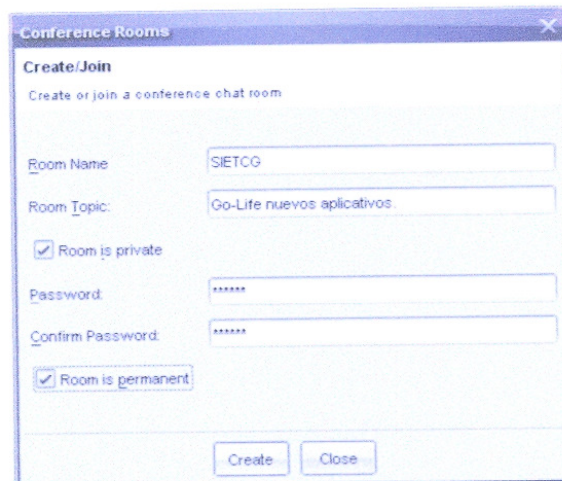 Conference Rooms
Create/Join
Create or join a conference chat room
Room Name
SIETCG
Room Topic:
Go-Life nuevos aplicativos.
Room is private
Password:
******
Confirm Password:
******
Room is permanent
Create
Close